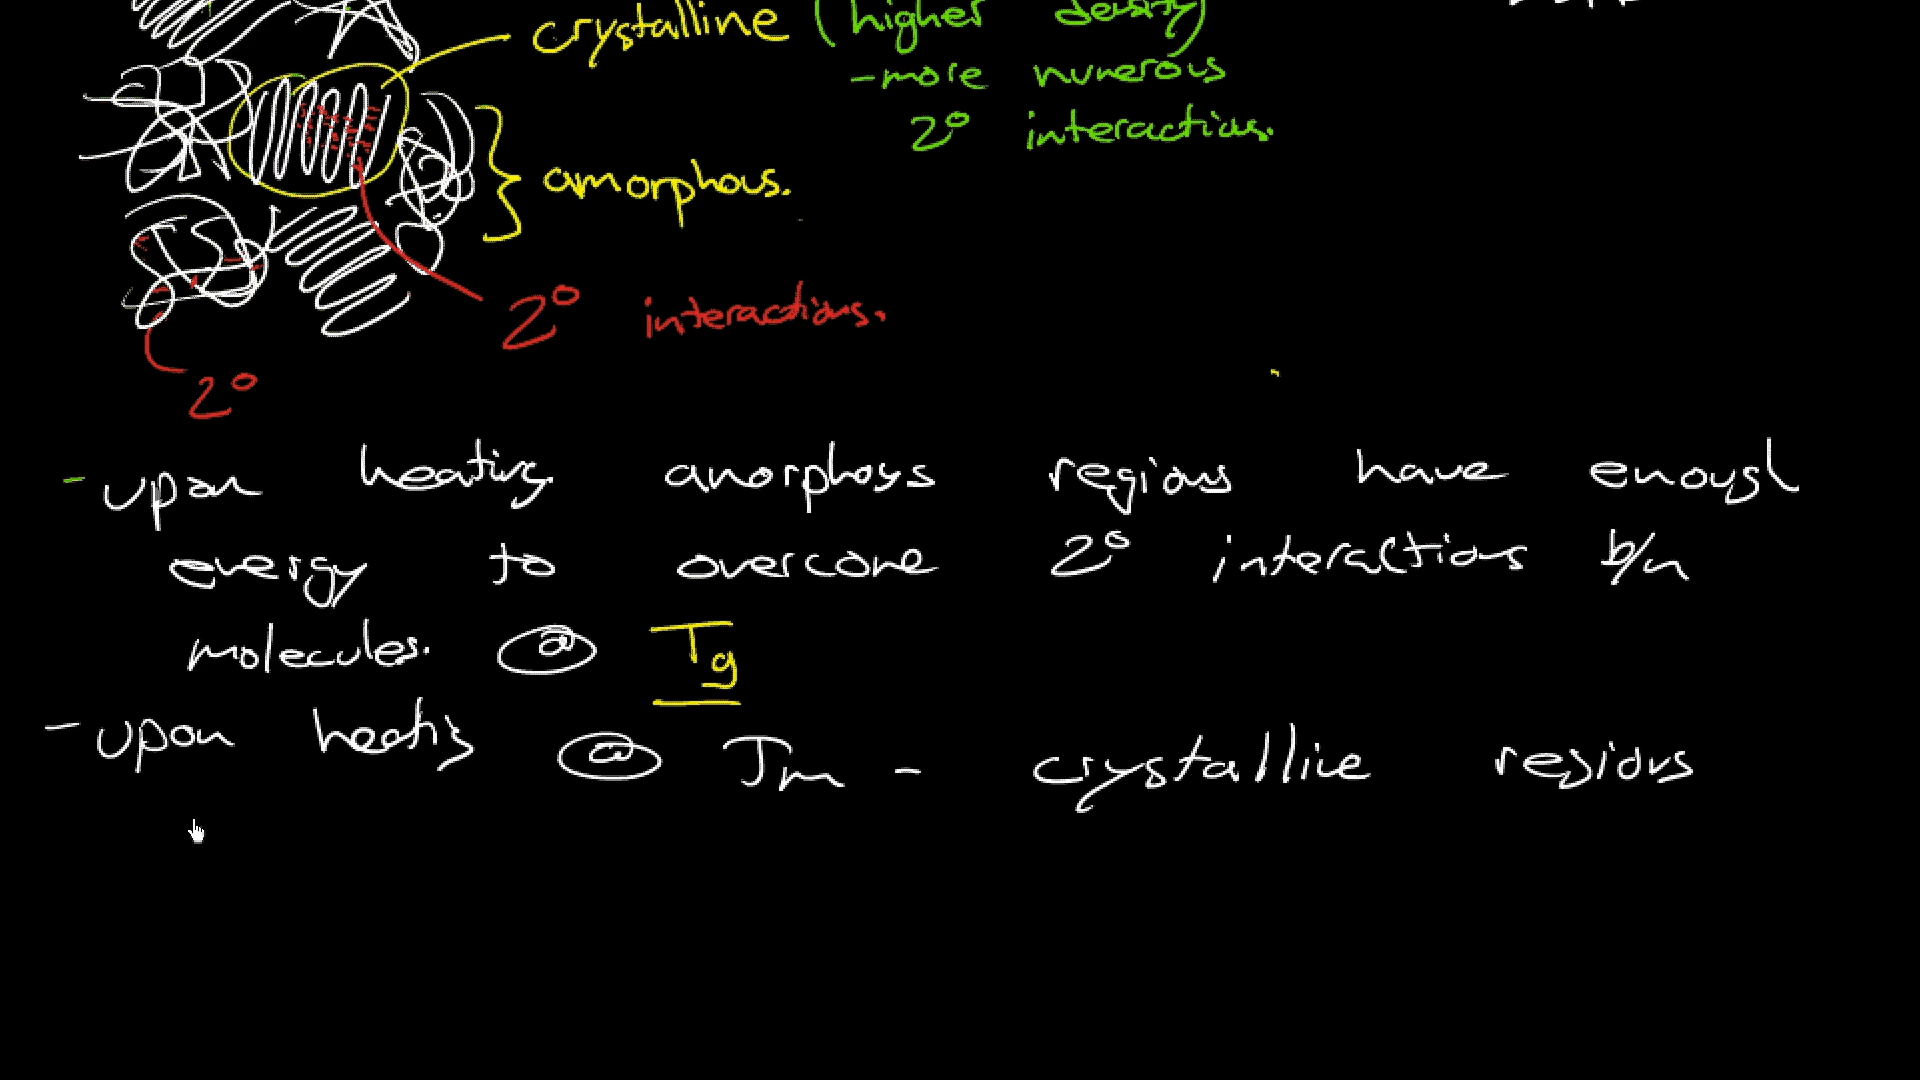 crystalline (higher density)
-more numerous
2° interactions.
amorphous.
2° interactions.
2°
-upon heating amorphous regions have enough
energy to overcome 2° interactions b/n
molecules. @ Tg
-upon heating @ Tm - crystalline regions